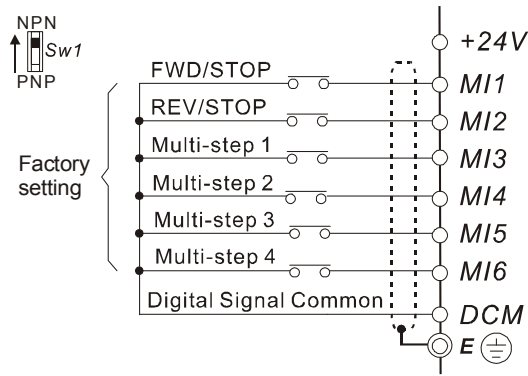 NPN
Sw1
PNP
+24V
FWD/STOP
MI1
REV/STOP
MI2
Multi-step 1
MI3
Factory
setting
Multi-step 2
MI4
Multi-step 3
MI5
Multi-step 4
MI6
Digital Signal Common
DCM
E